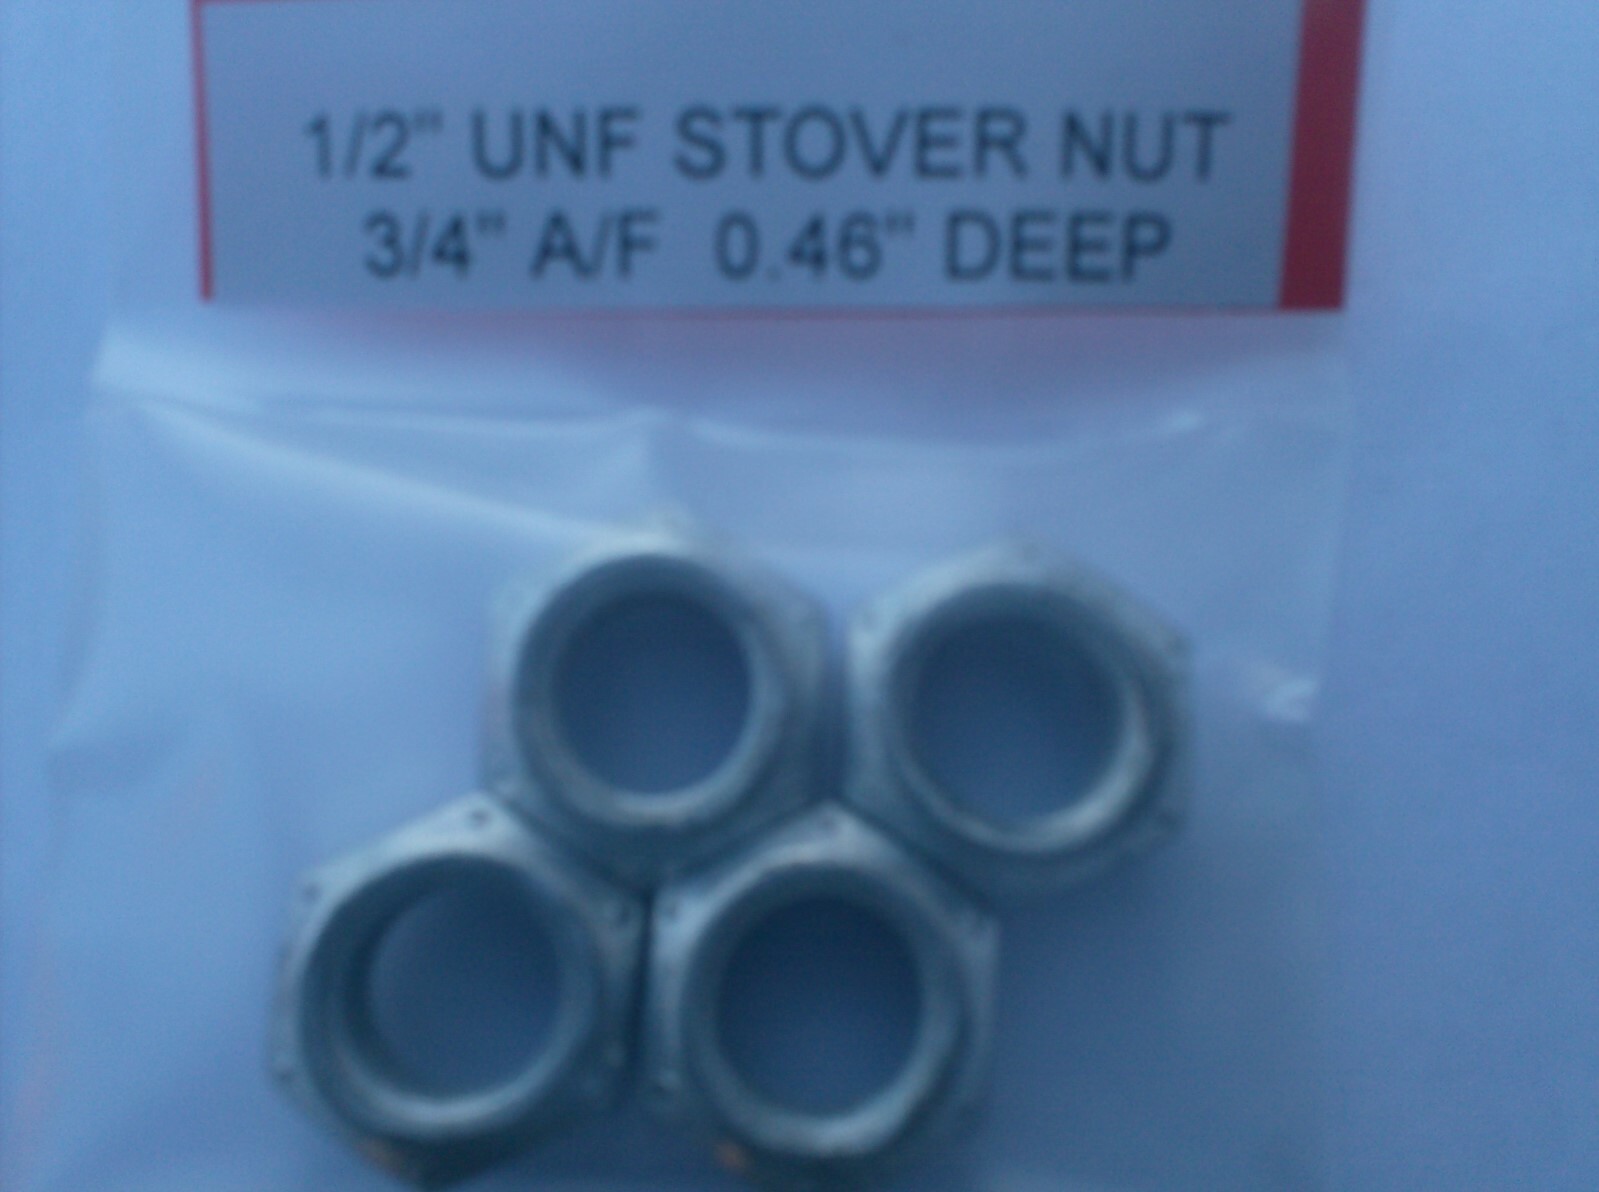 1/2" UNF STOVER NUT
3/4" A/F 0.46" DEEP